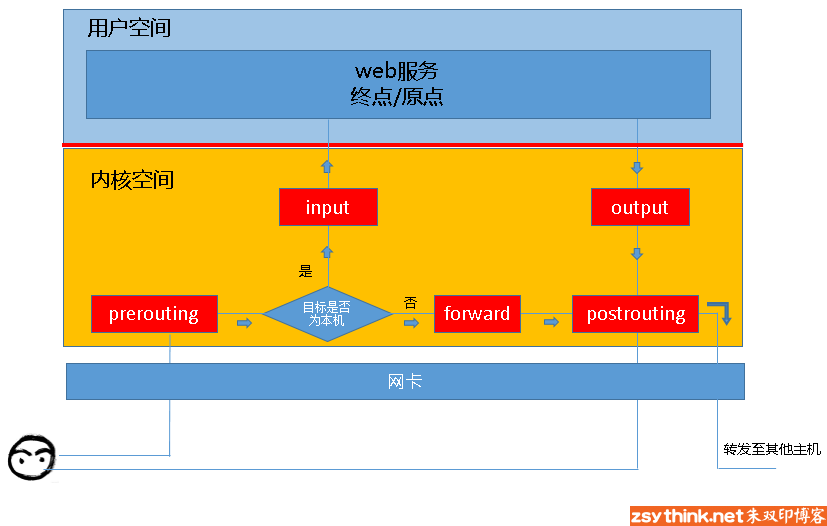 用户空间
web服务
终点/原点
内核空间
input
output
是
prerouting
目标是否
为本机
否
forward
postrouting
网卡
转发至其他主机
zsythink.net朱双印博客